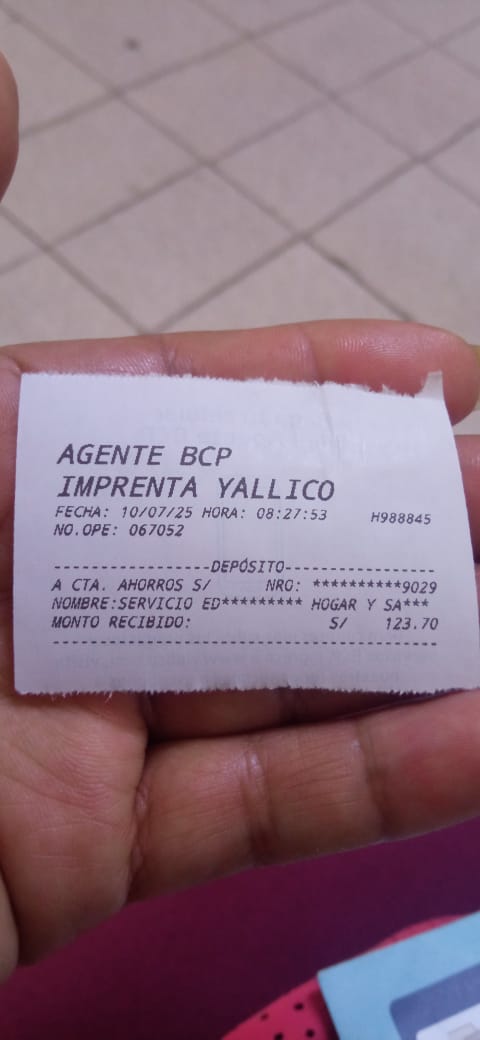 AGENTE BCP
IMPRENTA YALLICO
FECHA: 10/07/25 HORA: 08:27:53 H988845
NO.OPE: 067052
-----------------DEPÓSITO-----------------
A CTA. AHORROS S/ NRO: **********9029
NOMBRE:SERVICIO ED********* HOGAR Y SA***
MONTO RECIBIDO: S/ 123.70
------------------------------------------